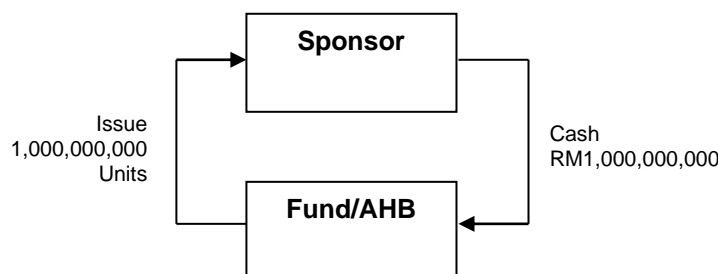 Sponsor
Issue
1,000,000,000
Units
Cash
RM1,000,000,000
Fund/AHB